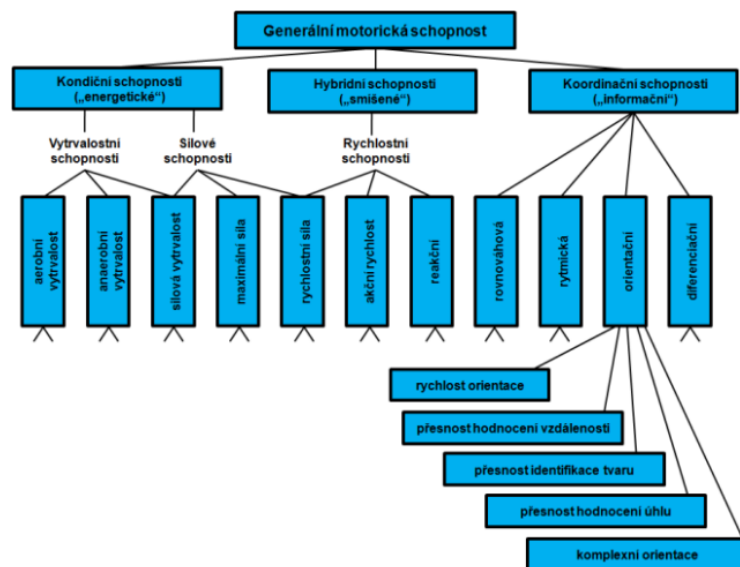 Generální motorická schopnost
Kondiční schopnosti
(„energetické“)
Hybridní schopnosti
(„smíšené“)
Koordinační schopnosti
(„informační“)
Vytrvalostní
schopnosti
Silové
schopnosti
Rychlostní
schopnosti
aerobní
vytrvalost
anaerobní
vytrvalost
silová vytrvalost
maximální síla
rychlostní síla
akční rychlost
reakční
rovnováhová
rytmická
orientační
diferenciační
rychlost orientace
přesnost hodnocení vzdálenosti
přesnost identifikace tvaru
přesnost hodnocení úhlu
komplexní orientace